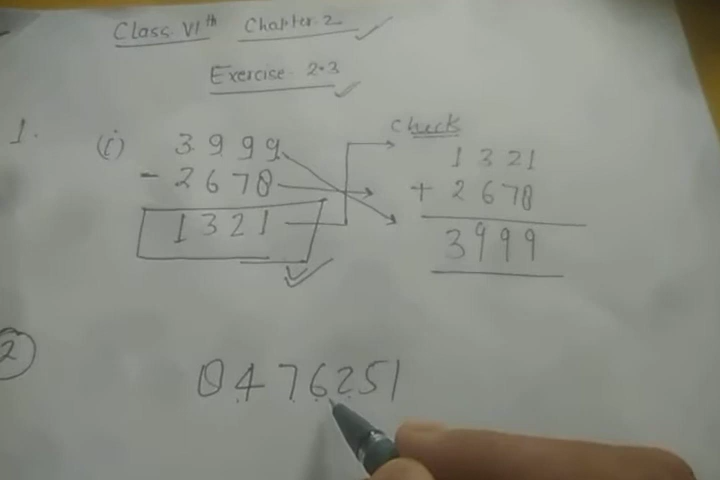 Class VIth Chapter 2
Exercise 2.3
1. (i) 3999
- 2678
1321
check
1321
+ 2678
3999
2
0476251